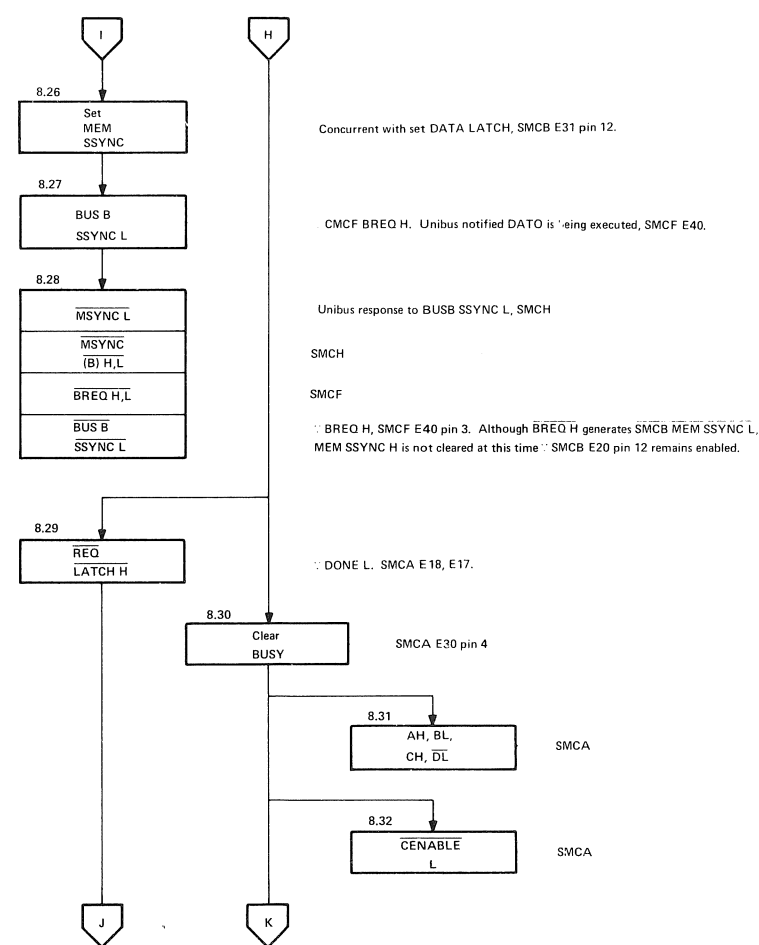 I
H
8.26
Set
MEM
SSYNC
Concurrent with set DATA LATCH, SMCB E31 pin 12.
8.27
BUS B
SSYNC L
CMCF BREQ H. Unibus notified DATO is 'eing executed, SMCF E40.
8.28
MSYNC L
Unibus response to BUSB SSYNC L, SMCH
MSYNC
(B) H,L
SMCH
BREQ H,L
SMCF
BUS B
SSYNC L
∵ BREQ H, SMCF E40 pin 3. Although BREQ H generates SMCB MEM SSYNC L,
MEM SSYNC H is not cleared at this time ∵ SMCB E20 pin 12 remains enabled.
8.29
REQ
LATCH H
∵ DONE L. SMCA E18, E17.
8.30
Clear
BUSY
SMCA E30 pin 4
8.31
AH, BL,
CH, DL
SMCA
8.32
CENABLE
L
SMCA
J
K